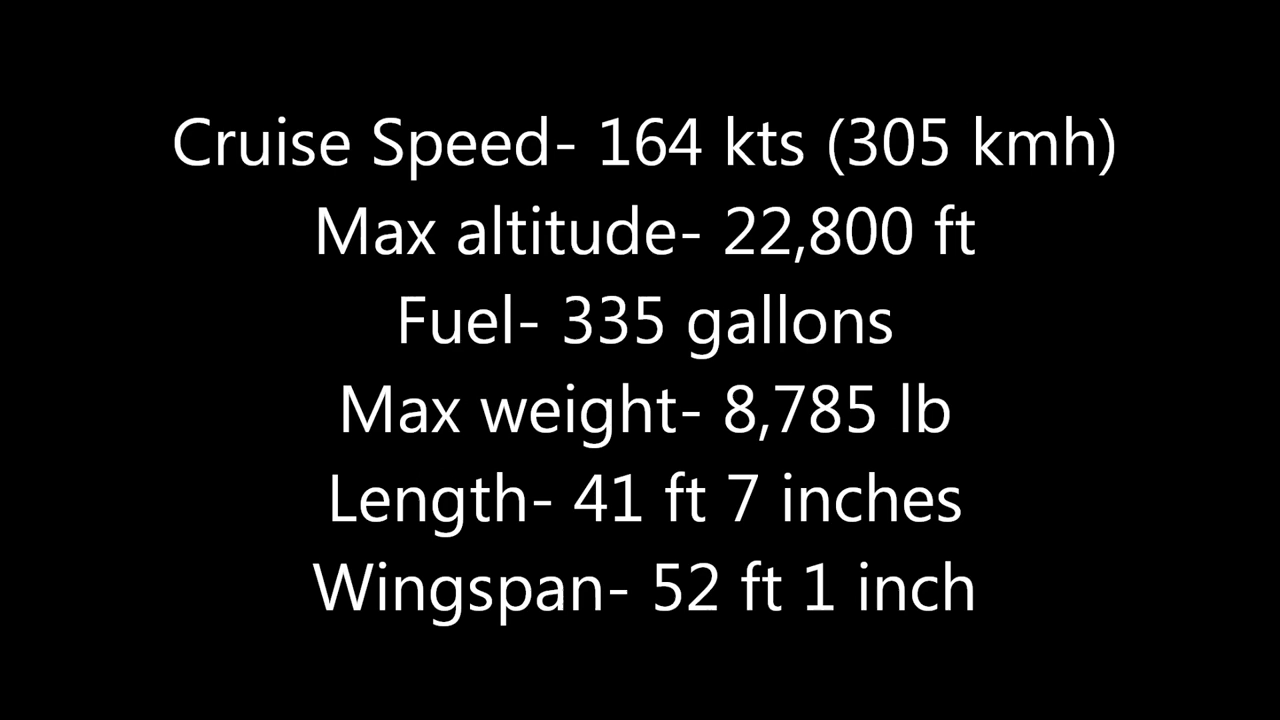 Cruise Speed- 164 kts (305 kmh)
Max altitude- 22,800 ft
Fuel- 335 gallons
Max weight- 8,785 lb
Length- 41 ft 7 inches
Wingspan- 52 ft 1 inch